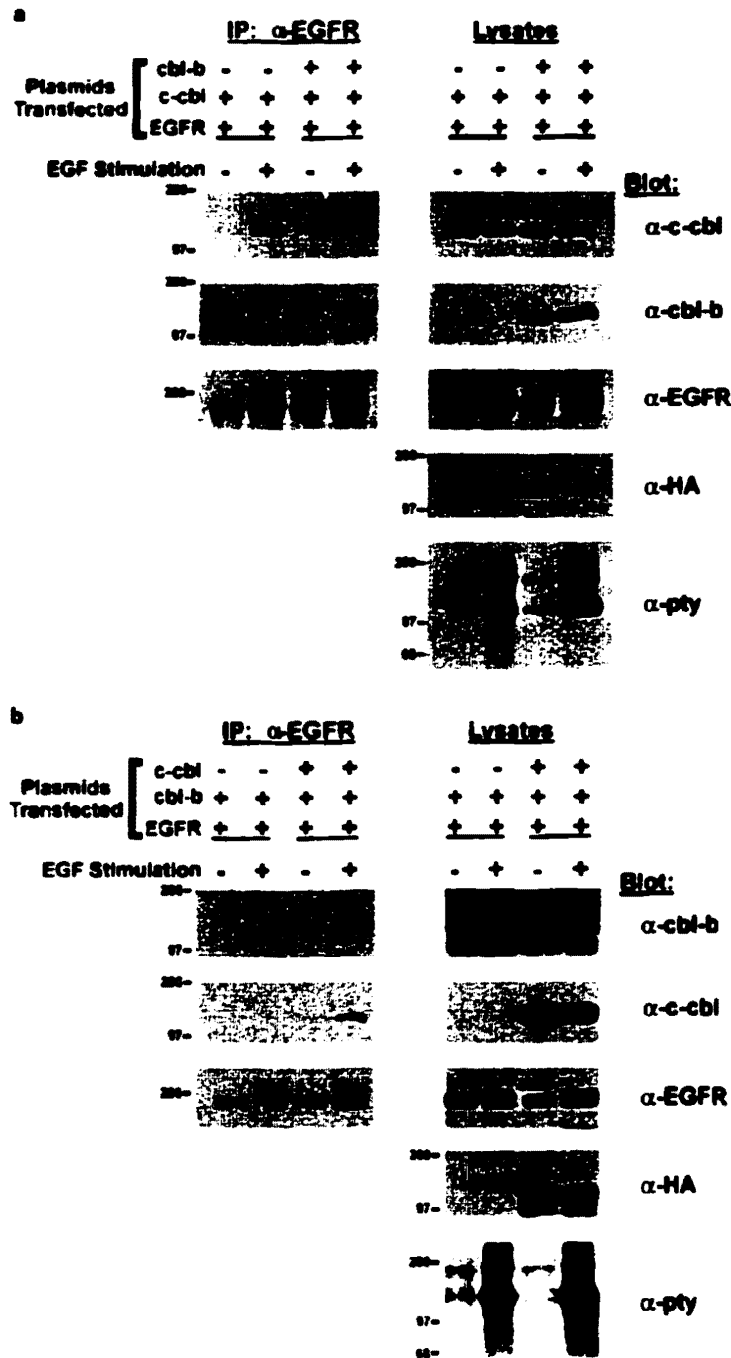 a
IP: α-EGFR Lysates
Plasmids Transfected
cbl-b - - + + - - + +
c-cbl + + + + + + + +
EGFR + + + + + + + +
EGF Stimulation - + - + - + - +
Blot:
200-
97-
α-c-cbl
200-
97-
α-cbl-b
200-
α-EGFR
200-
97-
α-HA
200-
97-
68-
α-pty
b
IP: α-EGFR Lysates
Plasmids Transfected
c-cbl - - + + - - + +
cbl-b + + + + + + + +
EGFR + + + + + + + +
EGF Stimulation - + - + - + - +
Blot:
200-
97-
α-cbl-b
200-
97-
α-c-cbl
200-
α-EGFR
200-
97-
α-HA
200-
97-
68-
α-pty